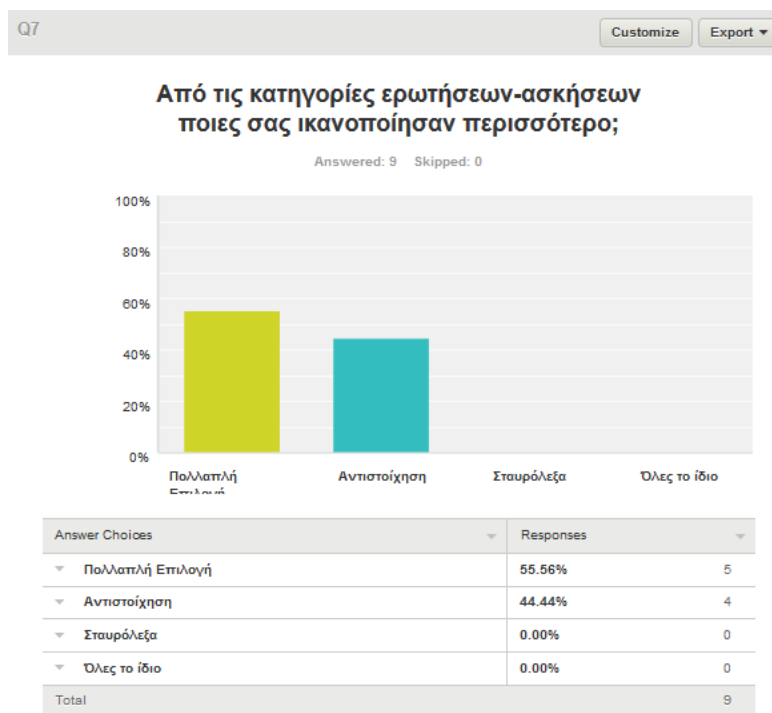 Q7
Customize
Export
Από τις κατηγορίες ερωτήσεων-ασκήσεων
ποιες σας ικανοποίησαν περισσότερο;
Answered: 9 Skipped: 0
100%
80%
60%
40%
20%
0%
Πολλαπλή
Επιλογή
Αντιστοίχηση
Σταυρόλεξα
Όλες το ίδιο
Answer Choices Responses
Πολλαπλή Επιλογή 55.56% 5
Αντιστοίχηση 44.44% 4
Σταυρόλεξα 0.00% 0
Όλες το ίδιο 0.00% 0
Total 9